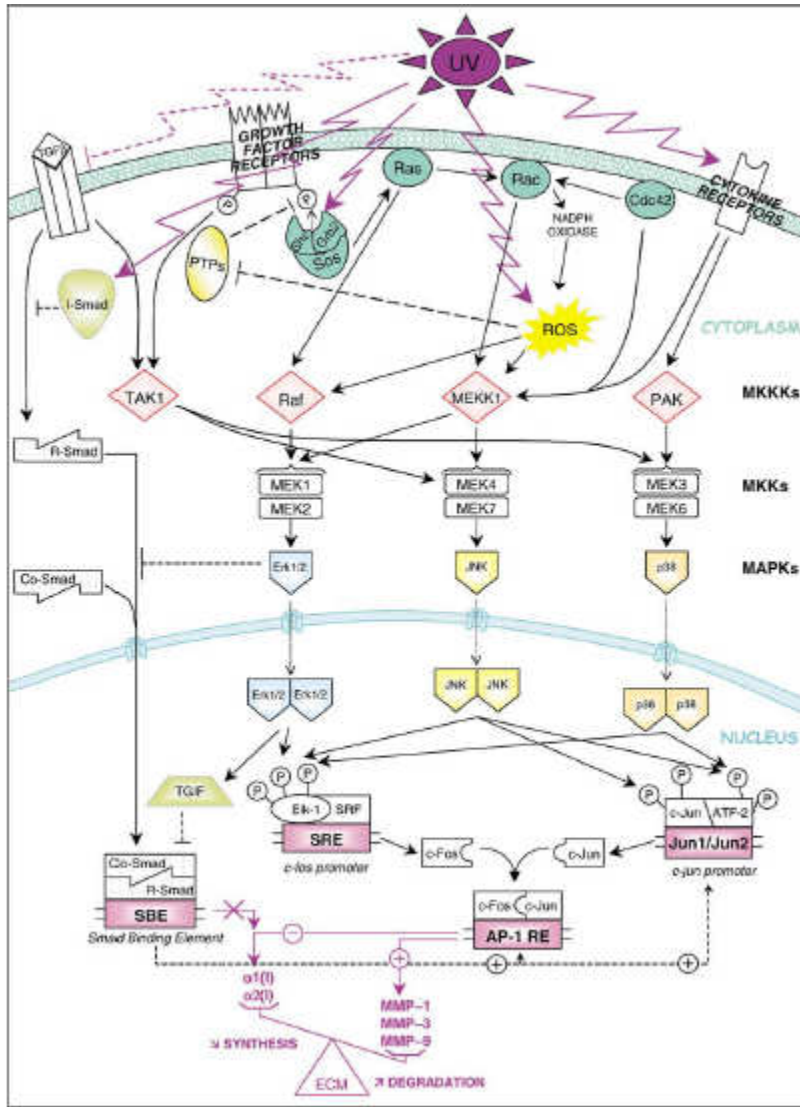 UV
TGFβ
GROWTH
FACTOR
RECEPTORS
CYTOKINE
RECEPTORS
Ras
Rac
Cdc42
P
P
NADPH
OXIDASE
PTPs
Shc
Grb2
Sos
I-Smad
ROS
CYTOPLASM
TAK1
Raf
MEKK1
PAK
MKKKs
R-Smad
MEK1
MEK4
MEK3
MKKs
MEK2
MEK7
MEK6
Erk1/2
JNK
p38
MAPKs
Co-Smad
Erk1/2
Erk1/2
JNK
JNK
p38
p38
NUCLEUS
TGIF
P
P
P
P
P
P
P
Elk-1
SRF
c-Jun
ATF-2
SRE
Jun1/Jun2
c-fos promoter
c-jun promoter
c-Fos
c-Jun
Co-Smad
R-Smad
SBE
Smad Binding Element
c-Fos
c-Jun
AP-1 RE
−
+
+
+
α1(I)
α2(I)
MMP–1
MMP–3
MMP–9
↘ SYNTHESIS
↗ DEGRADATION
ECM